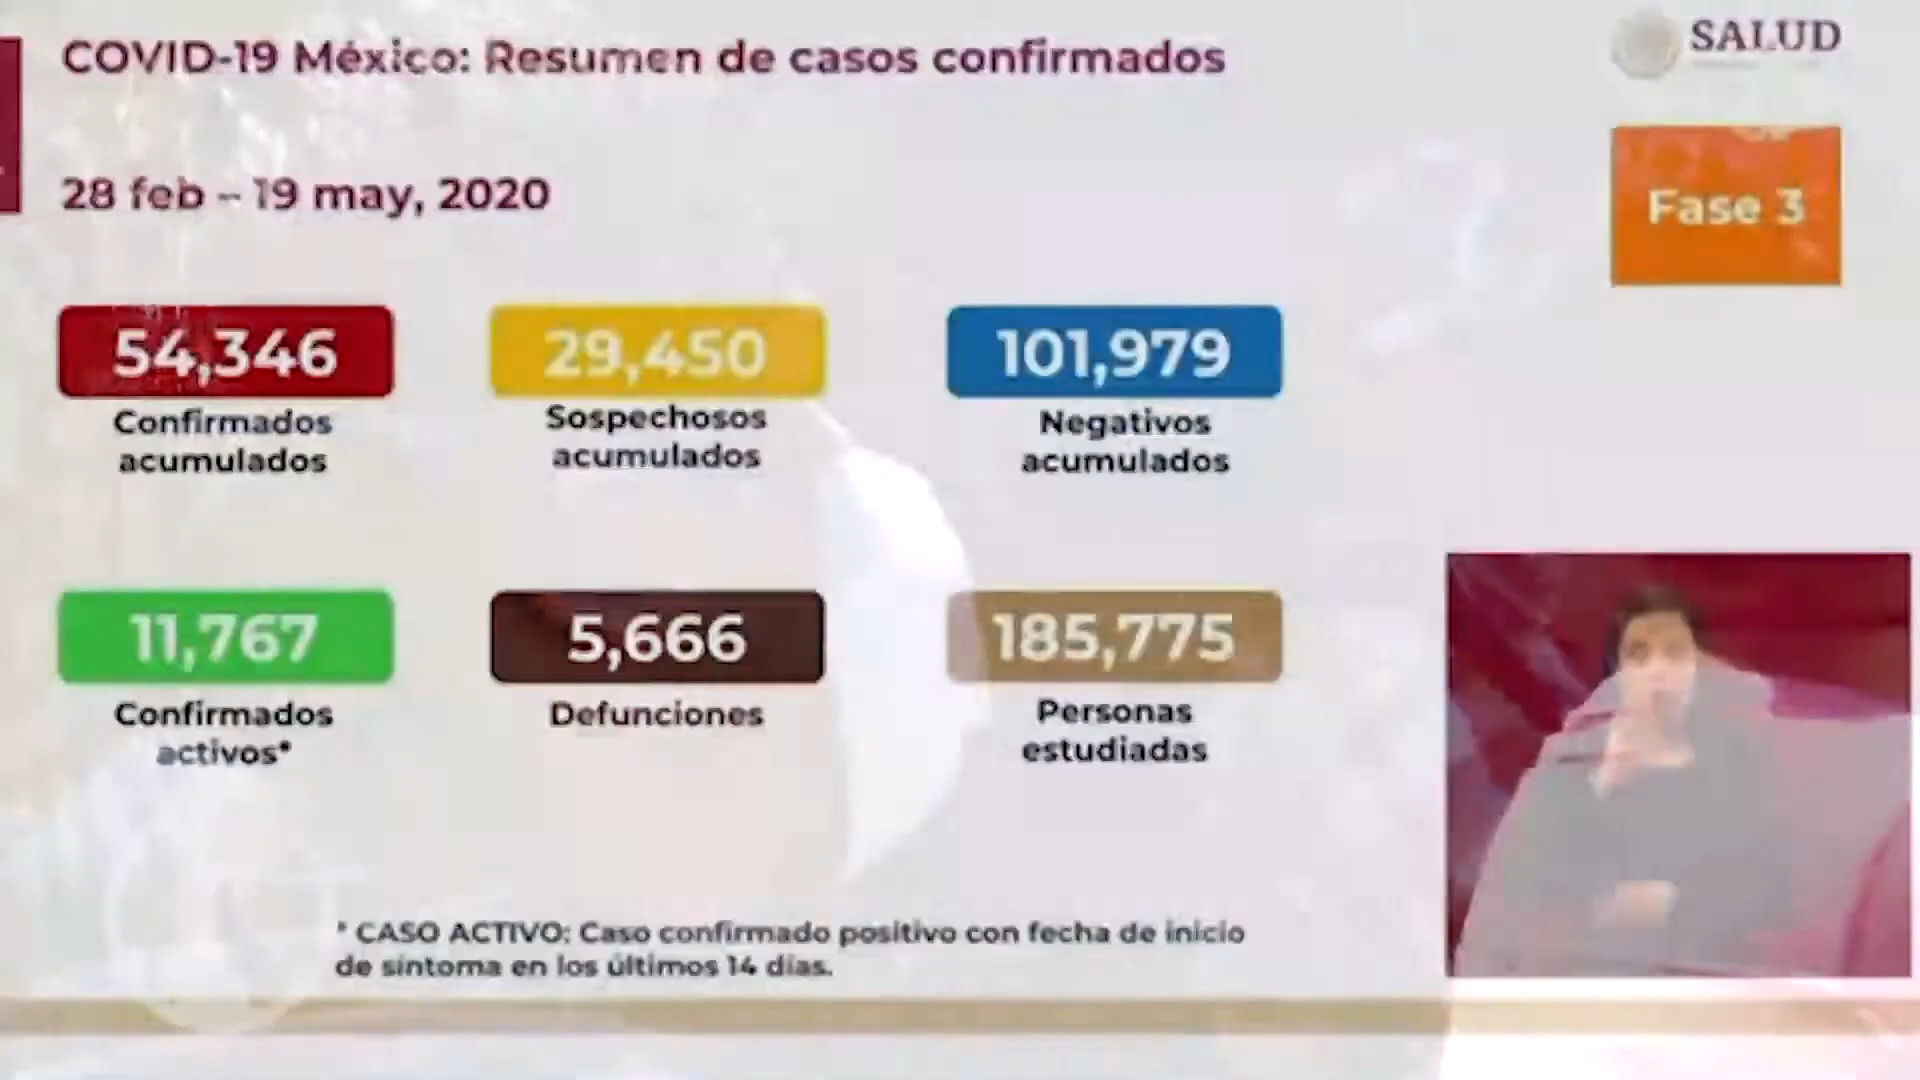 COVID-19 México: Resumen de casos confirmados
SALUD
28 feb – 19 may, 2020
Fase 3
54,346
29,450
101,979
Confirmados
acumulados
Sospechosos
acumulados
Negativos
acumulados
11,767
5,666
185,775
Confirmados
activos*
Defunciones
Personas
estudiadas
* CASO ACTIVO: Caso confirmado positivo con fecha de inicio
de síntoma en los últimos 14 días.